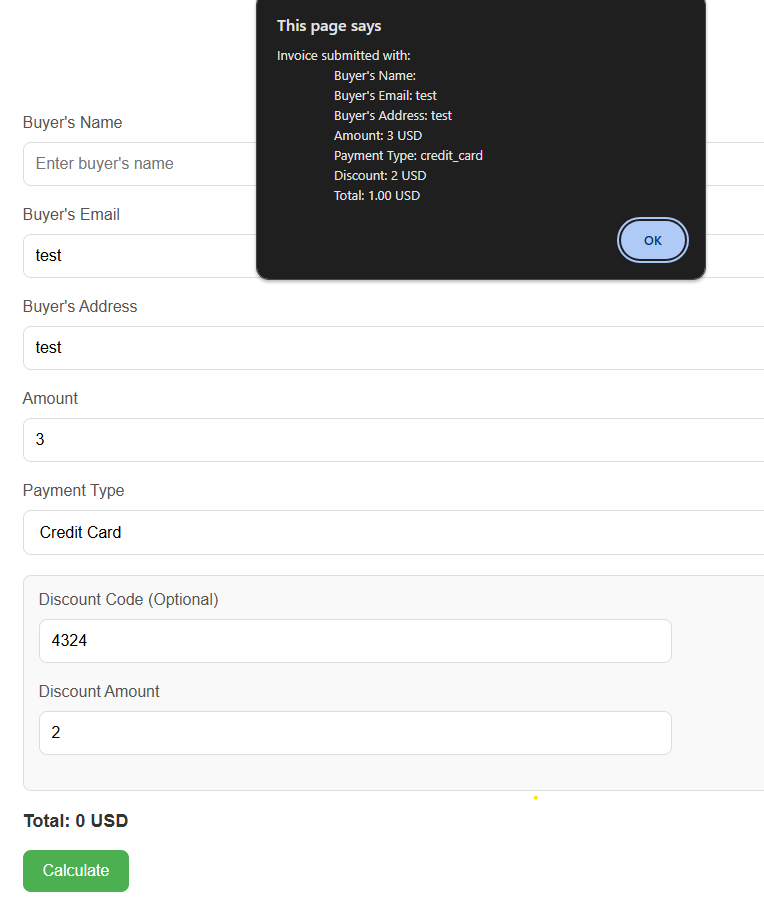 This page says
Invoice submitted with:
Buyer's Name:
Buyer's Email: test
Buyer's Address: test
Amount: 3 USD
Payment Type: credit_card
Discount: 2 USD
Total: 1.00 USD
OK
Buyer's Name
Enter buyer's name
Buyer's Email
test
Buyer's Address
test
Amount
3
Payment Type
Credit Card
Discount Code (Optional)
4324
Discount Amount
2
Total: 0 USD
Calculate